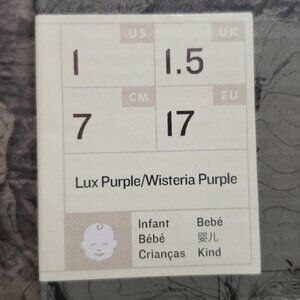 US UK
1 1.5
CM EU
7 17
Lux Purple/Wisteria Purple
Infant Bebé
Bébé 婴儿
Crianças Kind